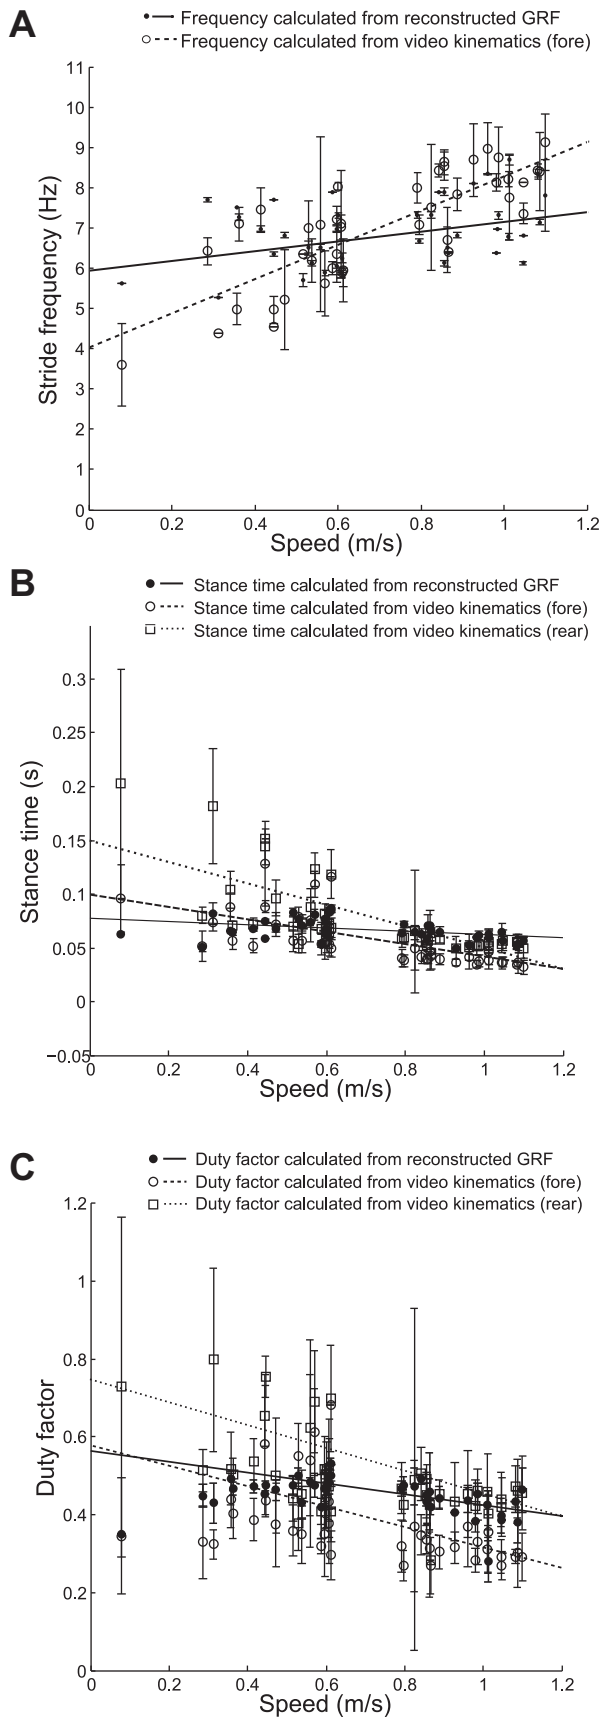 A
Frequency calculated from reconstructed GRF
Frequency calculated from video kinematics (fore)
11
10
9
8
7
6
5
4
3
2
1
0
Stride frequency (Hz)
0 0.2 0.4 0.6 0.8 1 1.2
Speed (m/s)
B
Stance time calculated from reconstructed GRF
Stance time calculated from video kinematics (fore)
Stance time calculated from video kinematics (rear)
0.3
0.25
0.2
0.15
0.1
0.05
0
−0.05
Stance time (s)
0 0.2 0.4 0.6 0.8 1 1.2
Speed (m/s)
C
Duty factor calculated from reconstructed GRF
Duty factor calculated from video kinematics (fore)
Duty factor calculated from video kinematics (rear)
1.2
1
0.8
0.6
0.4
0.2
0
Duty factor
0 0.2 0.4 0.6 0.8 1 1.2
Speed (m/s)